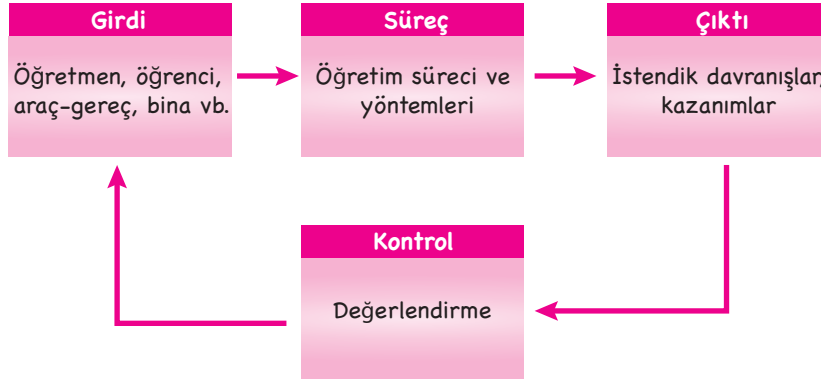 Girdi
Öğretmen, öğrenci,
araç-gereç, bina vb.
Süreç
Öğretim süreci ve
yöntemleri
Çıktı
İstendik davranışlar,
kazanımlar
Kontrol
Değerlendirme